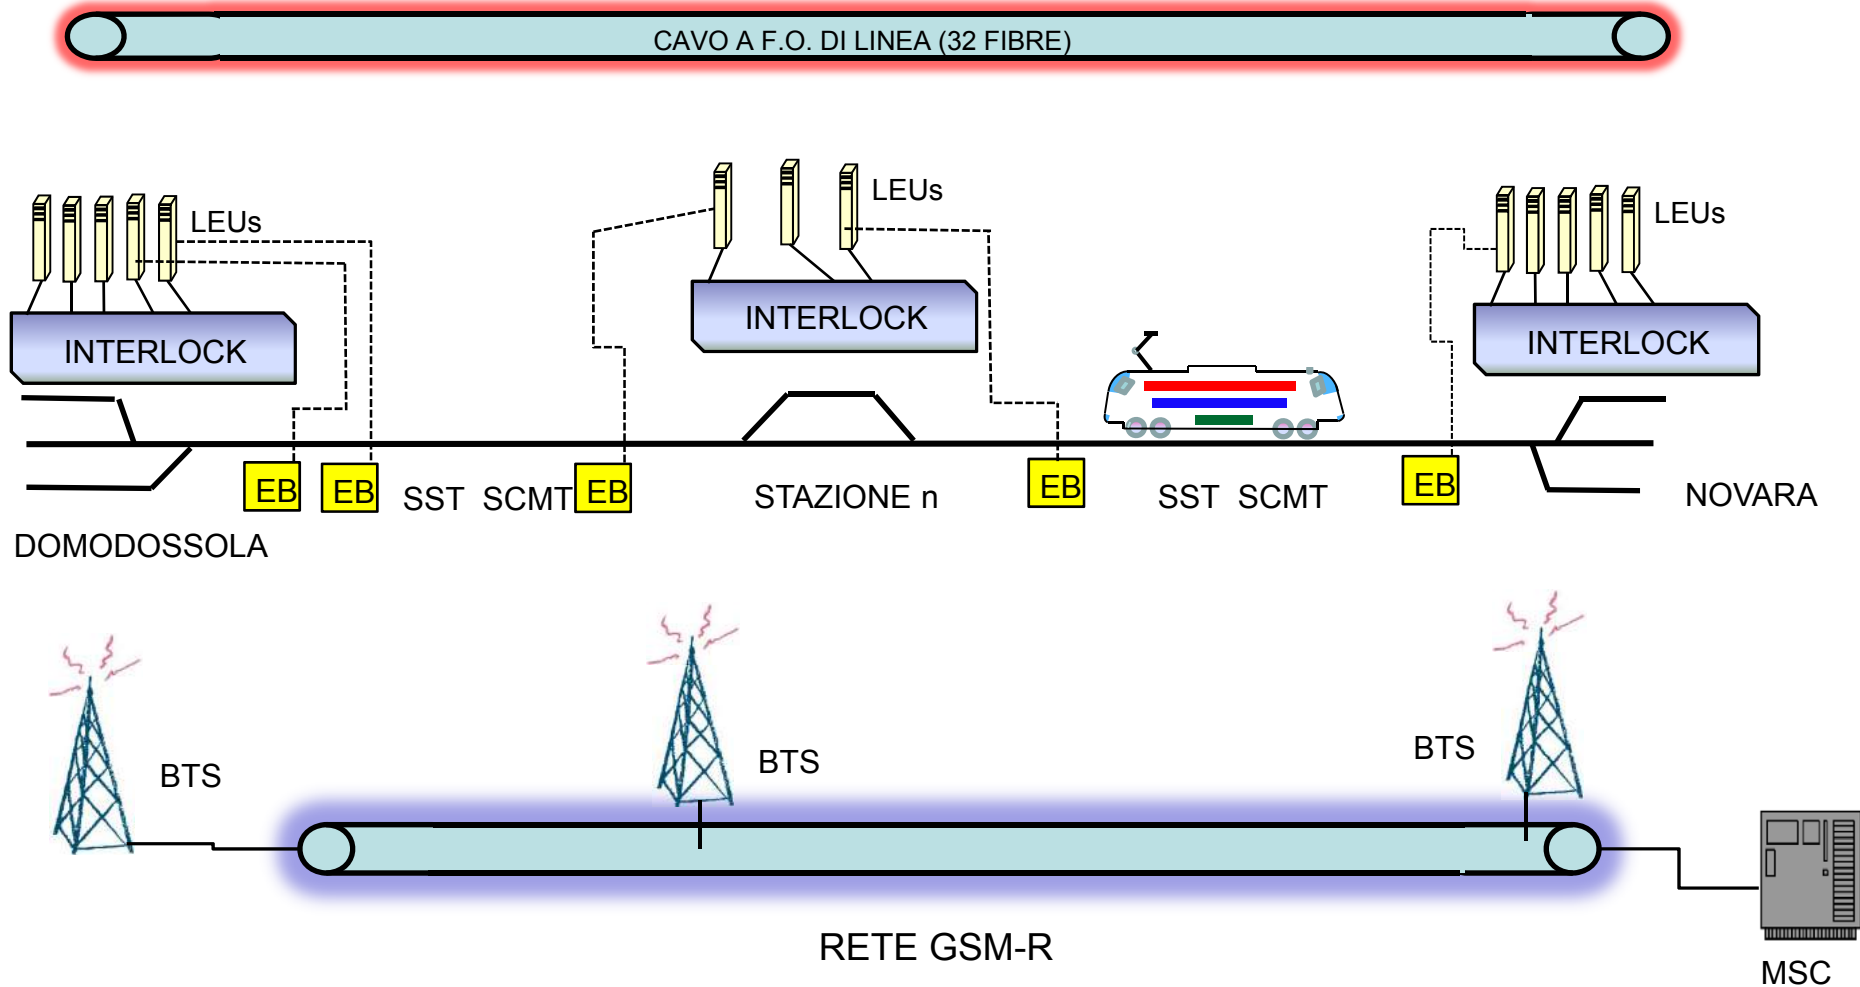 CAVO A F.O. DI LINEA (32 FIBRE)
LEUs
LEUs
LEUs
INTERLOCK
INTERLOCK
INTERLOCK
EB
EB
SST SCMT
EB
STAZIONE n
EB
SST SCMT
EB
NOVARA
DOMODOSSOLA
BTS
BTS
BTS
RETE GSM-R
MSC